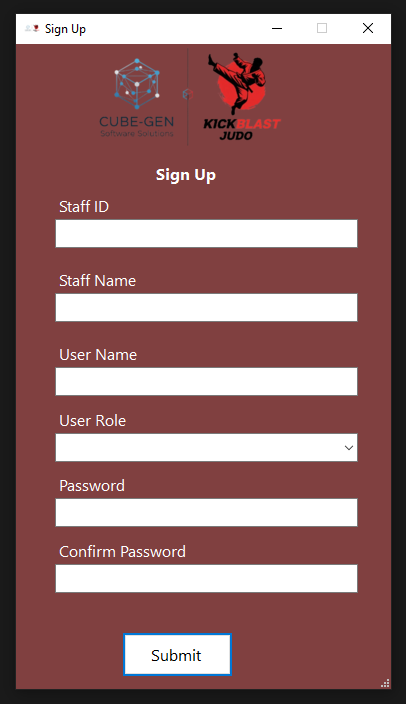 Sign Up
CUBE-GEN
Software Solutions
KICKBLAST
JUDO
Sign Up
Staff ID
Staff Name
User Name
User Role
Password
Confirm Password
Submit